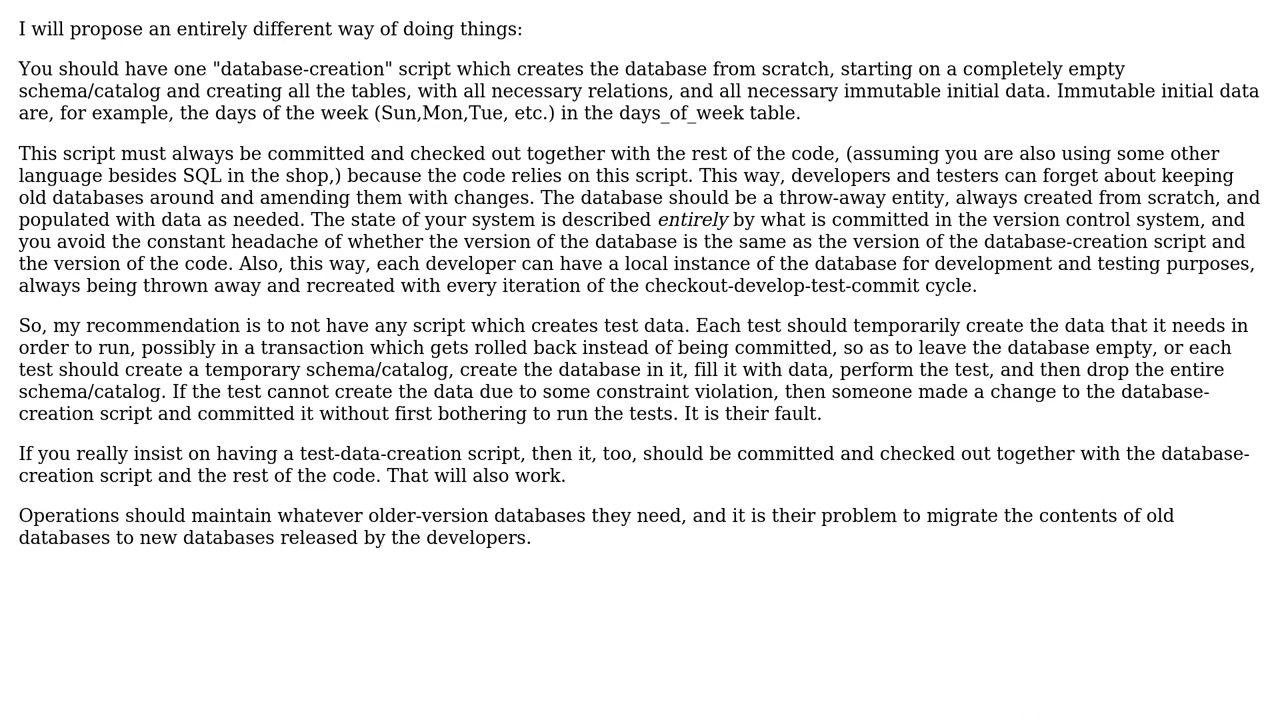 I will propose an entirely different way of doing things:
You should have one "database-creation" script which creates the database from scratch, starting on a completely empty
schema/catalog and creating all the tables, with all necessary relations, and all necessary immutable initial data. Immutable initial data
are, for example, the days of the week (Sun,Mon,Tue, etc.) in the days_of_week table.
This script must always be committed and checked out together with the rest of the code, (assuming you are also using some other
language besides SQL in the shop,) because the code relies on this script. This way, developers and testers can forget about keeping
old databases around and amending them with changes. The database should be a throw-away entity, always created from scratch, and
populated with data as needed. The state of your system is described entirely by what is committed in the version control system, and
you avoid the constant headache of whether the version of the database is the same as the version of the database-creation script and
the version of the code. Also, this way, each developer can have a local instance of the database for development and testing purposes,
always being thrown away and recreated with every iteration of the checkout-develop-test-commit cycle.
So, my recommendation is to not have any script which creates test data. Each test should temporarily create the data that it needs in
order to run, possibly in a transaction which gets rolled back instead of being committed, so as to leave the database empty, or each
test should create a temporary schema/catalog, create the database in it, fill it with data, perform the test, and then drop the entire
schema/catalog. If the test cannot create the data due to some constraint violation, then someone made a change to the database-
creation script and committed it without first bothering to run the tests. It is their fault.
If you really insist on having a test-data-creation script, then it, too, should be committed and checked out together with the database-
creation script and the rest of the code. That will also work.
Operations should maintain whatever older-version databases they need, and it is their problem to migrate the contents of old
databases to new databases released by the developers.